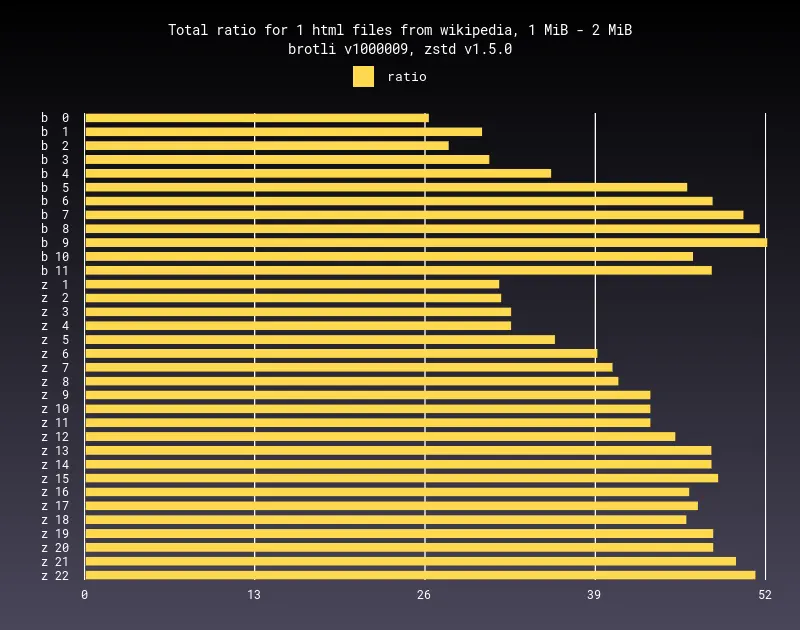 Total ratio for 1 html files from wikipedia, 1 MiB - 2 MiB
brotli v1000009, zstd v1.5.0
ratio
b 0
b 1
b 2
b 3
b 4
b 5
b 6
b 7
b 8
b 9
b 10
b 11
z 1
z 2
z 3
z 4
z 5
z 6
z 7
z 8
z 9
z 10
z 11
z 12
z 13
z 14
z 15
z 16
z 17
z 18
z 19
z 20
z 21
z 22
0 13 26 39 52